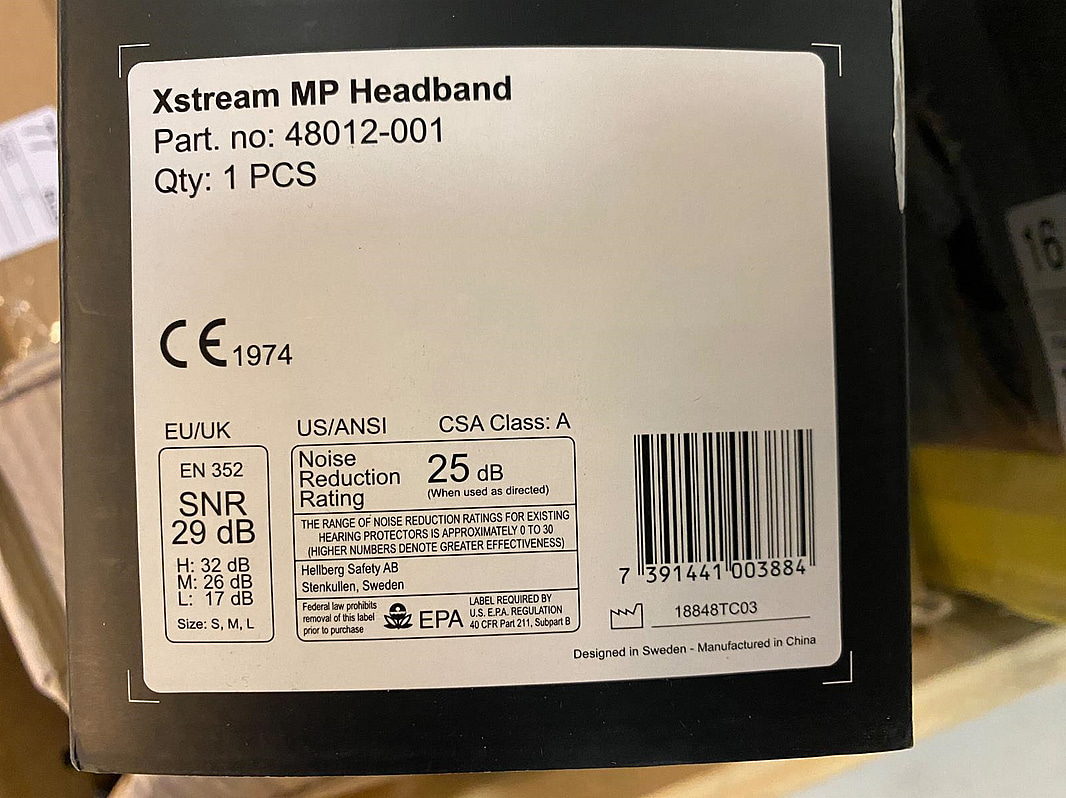 Xstream MP Headband
Part. no: 48012-001
Qty: 1 PCS
CE 1974
EU/UK
EN 352
SNR
29 dB
H: 32 dB
M: 26 dB
L: 17 dB
Size: S, M, L
US/ANSI CSA Class: A
Noise
Reduction
Rating
25 dB
(When used as directed)
THE RANGE OF NOISE REDUCTION RATINGS FOR EXISTING
HEARING PROTECTORS IS APPROXIMATELY 0 TO 30
(HIGHER NUMBERS DENOTE GREATER EFFECTIVENESS)
Hellberg Safety AB
Stenkullen, Sweden
Federal law prohibits
removal of this label
prior to purchase
EPA
LABEL REQUIRED BY
U.S. E.P.A. REGULATION
40 CFR Part 211, Subpart B
7 391441 003884
18848TC03
Designed in Sweden - Manufactured in China
16